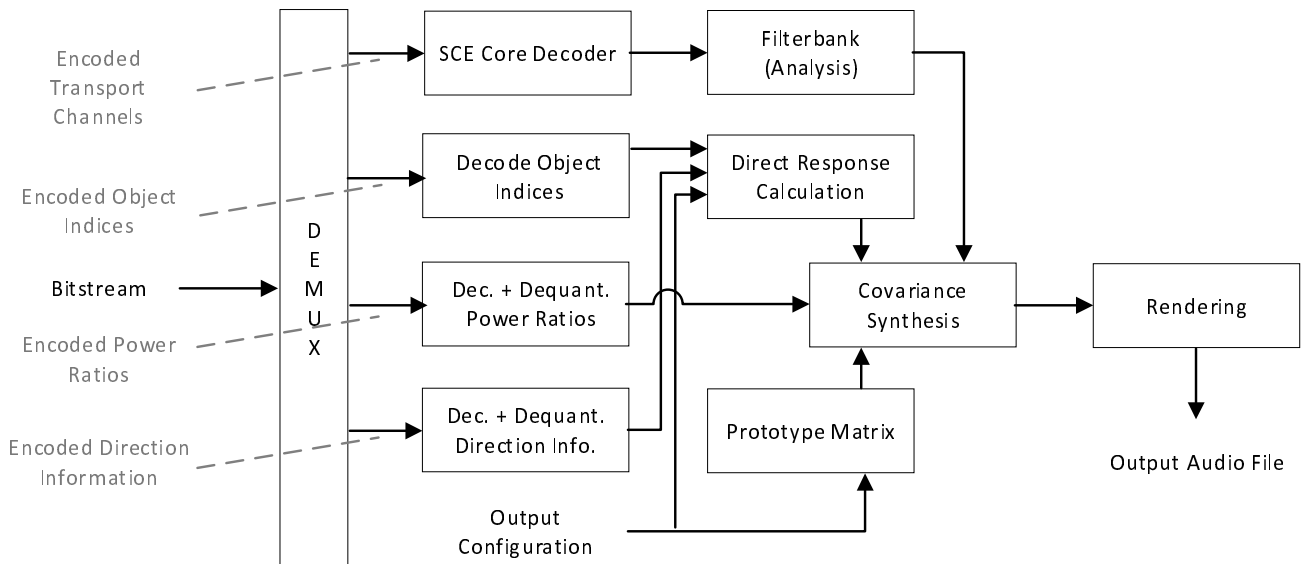 Encoded
Transport
Channels
Encoded Object
Indices
Bitstream
Encoded Power
Ratios
Encoded Direction
Information
D
E
M
U
X
SCE Core Decoder
Filterbank
(Analysis)
Decode Object
Indices
Direct Response
Calculation
Dec. + Dequant.
Power Ratios
Covariance
Synthesis
Rendering
Dec. + Dequant.
Direction Info.
Prototype Matrix
Output Audio File
Output
Configuration